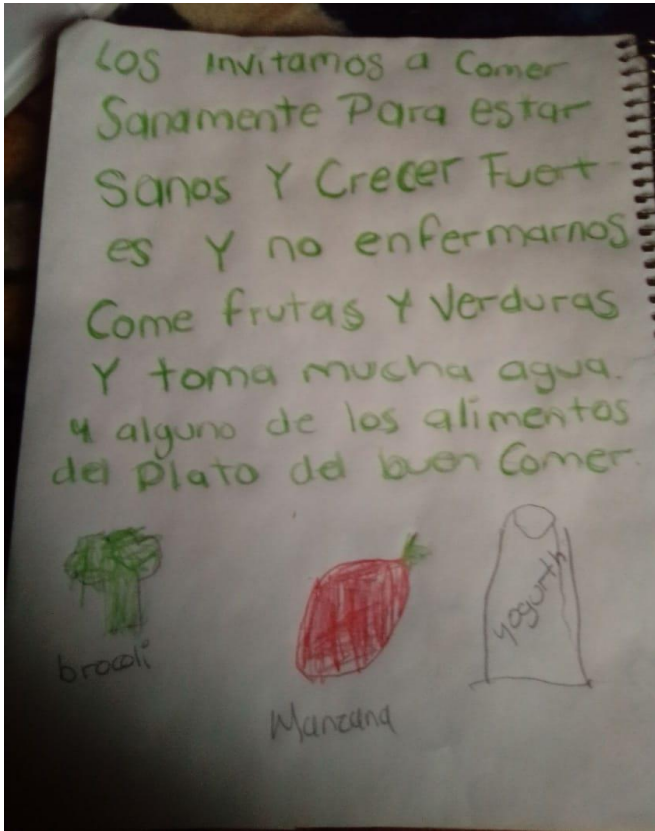 Los invitamos a Comer
Sanamente Para estar
Sanos Y Crecer Fuert
es Y no enfermarnos
Come frutas Y Verduras
Y toma mucha agua.
y alguno de los alimentos
del Plato del buen Comer.
yogurth
brocoli
Manzana